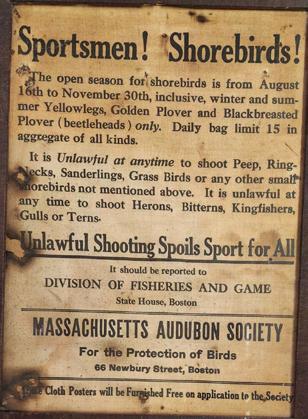 Sportsmen! Shorebirds!
The open season for shorebirds is from August
16th to November 30th, inclusive, winter and sum-
mer Yellowlegs, Golden Plover and Blackbreasted
Plover (beetleheads) only. Daily bag limit 15 in
aggregate of all kinds.
It is Unlawful at anytime to shoot Peep, Ring-
Necks, Sanderlings, Grass Birds or any other small
shorebirds not mentioned above. It is unlawful at
any time to shoot Herons, Bitterns, Kingfishers,
Gulls or Terns.
Unlawful Shooting Spoils Sport for All
It should be reported to
DIVISION OF FISHERIES AND GAME
State House, Boston
MASSACHUSETTS AUDUBON SOCIETY
For the Protection of Birds
66 Newbury Street, Boston
Cloth Posters will be Furnished Free on application to the Society